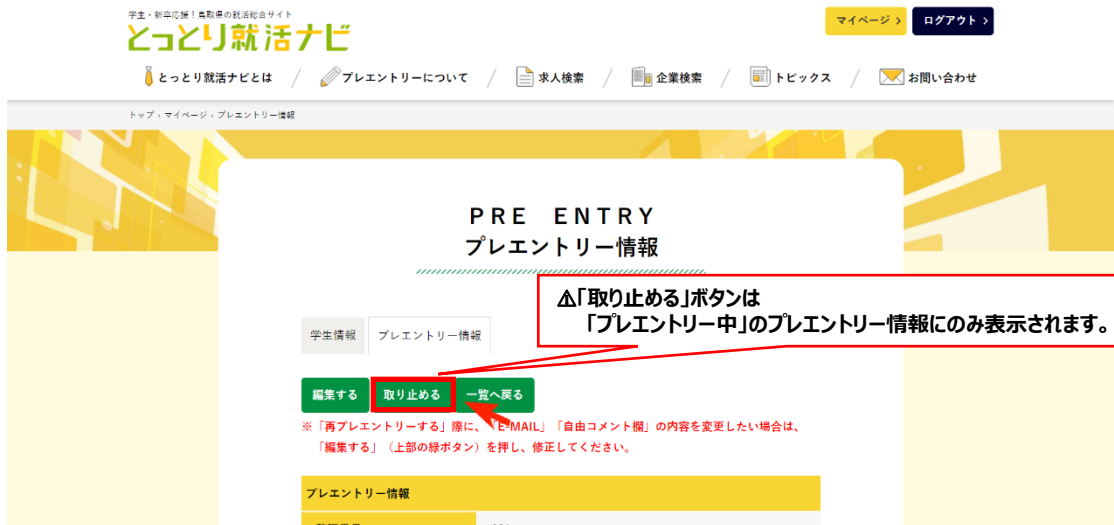 学生・新卒応援！鳥取県の就活総合サイト
とっとり就活ナビ
マイページ ›
ログアウト ›
とっとり就活ナビとは / プレエントリーについて / 求人検索 / 企業検索 / トピックス / お問い合わせ
トップ › マイページ › プレエントリー情報
PRE ENTRY
プレエントリー情報
⚠「取り止める」ボタンは
「プレエントリー中」のプレエントリー情報にのみ表示されます。
学生情報 プレエントリー情報
編集する 取り止める 一覧へ戻る
※「再プレエントリーする」際に、「E-MAIL」「自由コメント欄」の内容を変更したい場合は、
「編集する」（上部の緑ボタン）を押し、修正してください。
プレエントリー情報